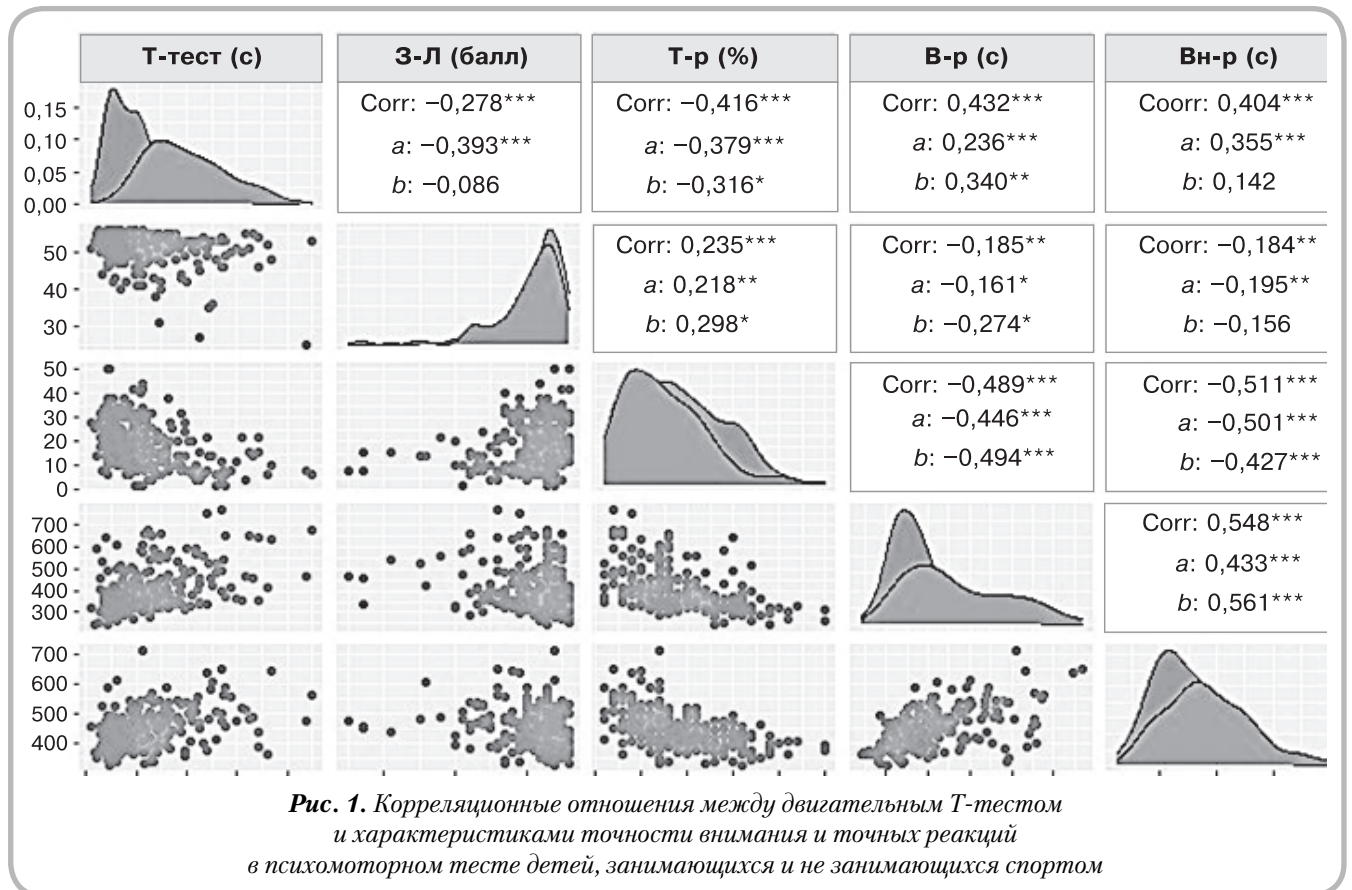 Т-тест (с) З-Л (балл) Т-р (%) В-р (с) Вн-р (с)
0,15
0,10
0,05
0,00
Corr: −0,278*** Corr: −0,416*** Corr: 0,432*** Coorr: 0,404***
a: −0,393*** a: −0,379*** a: 0,236*** a: 0,355***
b: −0,086 b: −0,316* b: 0,340** b: 0,142
50
40
30
Corr: 0,235*** Corr: −0,185** Coorr: −0,184**
a: 0,218** a: −0,161* a: −0,195**
b: 0,298* b: −0,274* b: −0,156
50
40
30
20
10
0
Corr: −0,489*** Corr: −0,511***
a: −0,446*** a: −0,501***
b: −0,494*** b: −0,427***
700
600
500
400
300
Corr: 0,548***
a: 0,433***
b: 0,561***
700
600
500
400
Рис. 1. Корреляционные отношения между двигательным Т-тестом
и характеристиками точности внимания и точных реакций
в психомоторном тесте детей, занимающихся и не занимающихся спортом